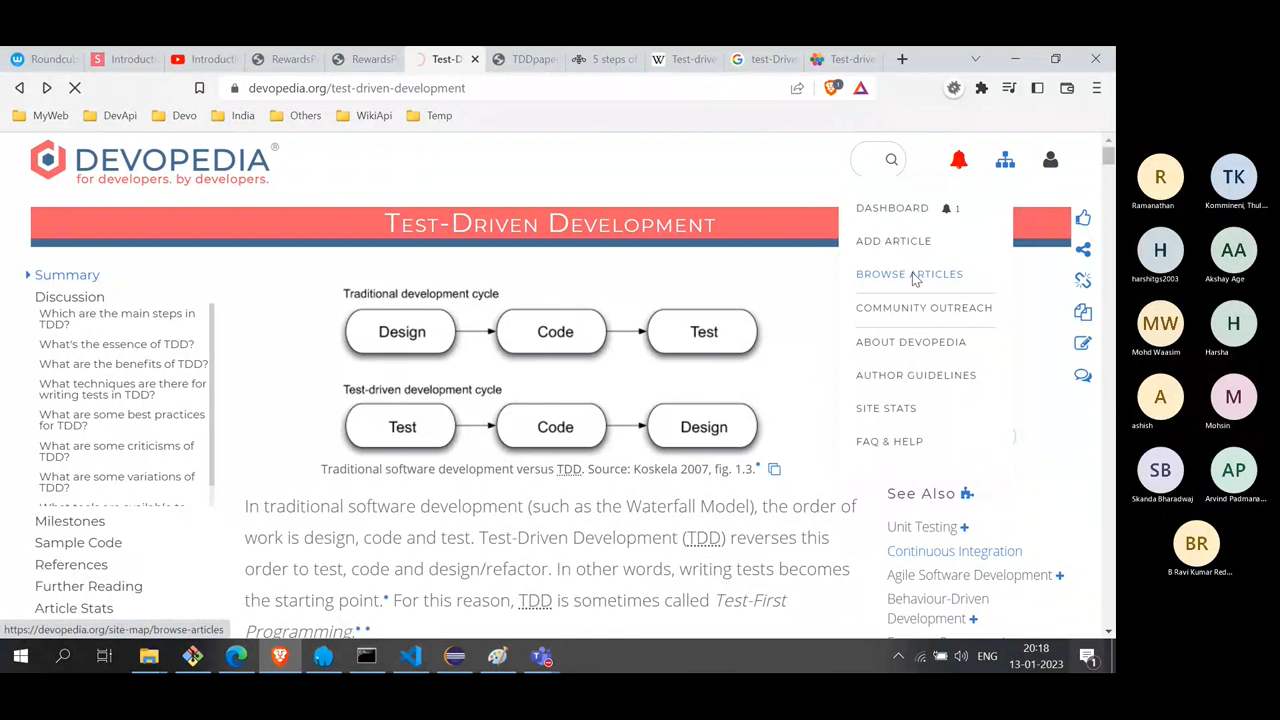 Roundcub
Introducti
Introducti
RewardsP
RewardsP
Test-D
TDDpape
5 steps of
Test-drive
test-Drive
Test-drive
devopedia.org/test-driven-development
1
MyWeb
DevApi
Devo
India
Others
WikiApi
Temp
DEVOPEDIA®
for developers. by developers.
TEST-DRIVEN DEVELOPMENT
DASHBOARD 1
ADD ARTICLE
BROWSE ARTICLES
COMMUNITY OUTREACH
ABOUT DEVOPEDIA
AUTHOR GUIDELINES
SITE STATS
FAQ & HELP
Summary
Discussion
Which are the main steps in
TDD?
What's the essence of TDD?
What are the benefits of TDD?
What techniques are there for
writing tests in TDD?
What are some best practices
for TDD?
What are some criticisms of
TDD?
What are some variations of
TDD?
Milestones
Sample Code
References
Further Reading
Article Stats
Traditional development cycle
Design
Code
Test
Test-driven development cycle
Test
Code
Design
Traditional software development versus TDD. Source: Koskela 2007, fig. 1.3.*
In traditional software development (such as the Waterfall Model), the order of
work is design, code and test. Test-Driven Development (TDD) reverses this
order to test, code and design/refactor. In other words, writing tests becomes
the starting point.* For this reason, TDD is sometimes called Test-First
Programming.* *
See Also
Unit Testing +
Continuous Integration
Agile Software Development +
Behaviour-Driven
Development +
https://devopedia.org/site-map/browse-articles
ENG
20:18
13-01-2023
1
R
Ramanathan
TK
Kommineni, Thul...
H
harshitgs2003
AA
Akshay Age
MW
Mohd Waasim
H
Harsha
A
ashish
M
Mohsin
SB
Skanda Bharadwaj
AP
Arvind Padmana...
BR
B Ravi Kumar Red...